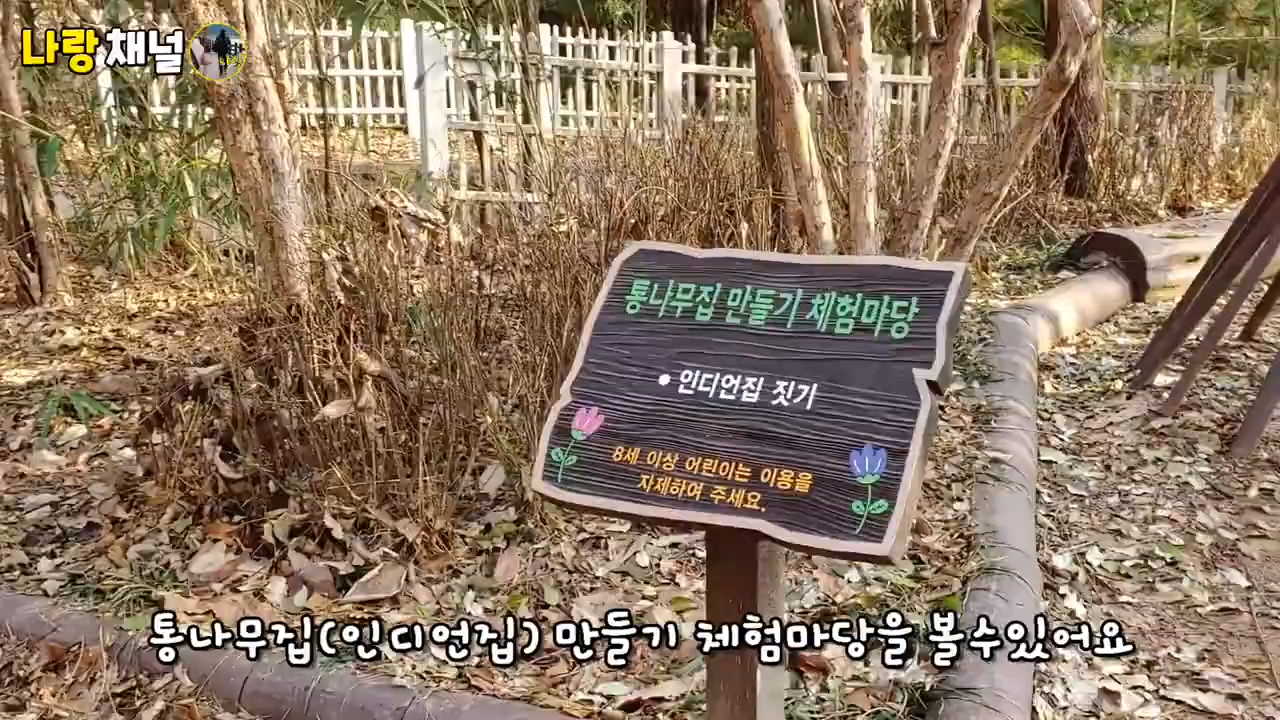 나랑채널
통나무집 만들기 체험마당
● 인디언집 짓기
8세 이상 어린이는 이용을
자제하여 주세요.
통나무집(인디언집) 만들기 체험마당을 볼수있어요